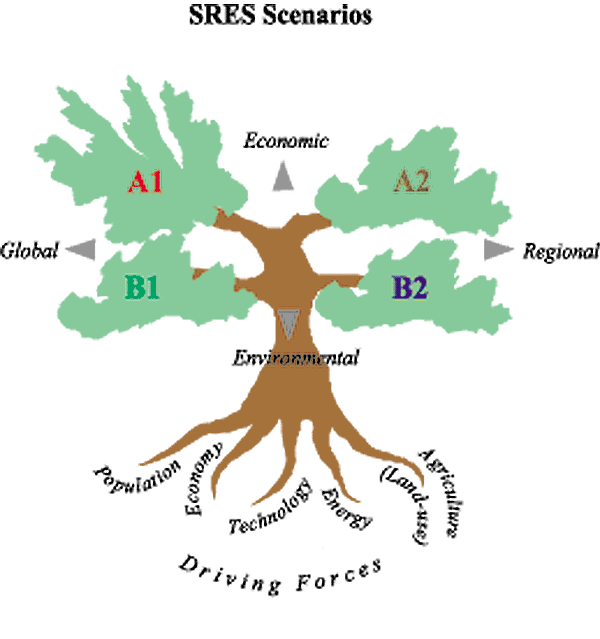 SRES Scenarios
Economic
A1
A2
Global
Regional
B1
B2
Environmental
Population
Economy
Technology
Energy
Agriculture
(Land-use)
Driving Forces